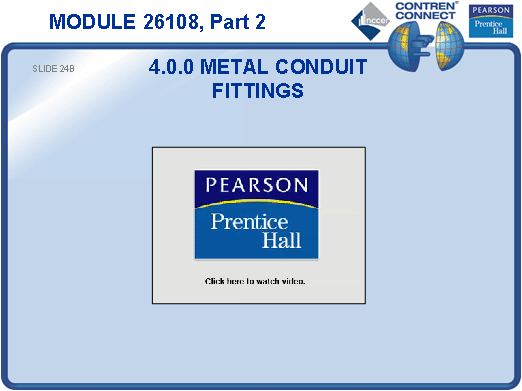 MODULE 26108, Part 2
nccer
CONTREN®
CONNECT
PEARSON
Prentice
Hall
SLIDE 24B
4.0.0 METAL CONDUIT
FITTINGS
PEARSON
Prentice
Hall
Click here to watch video.